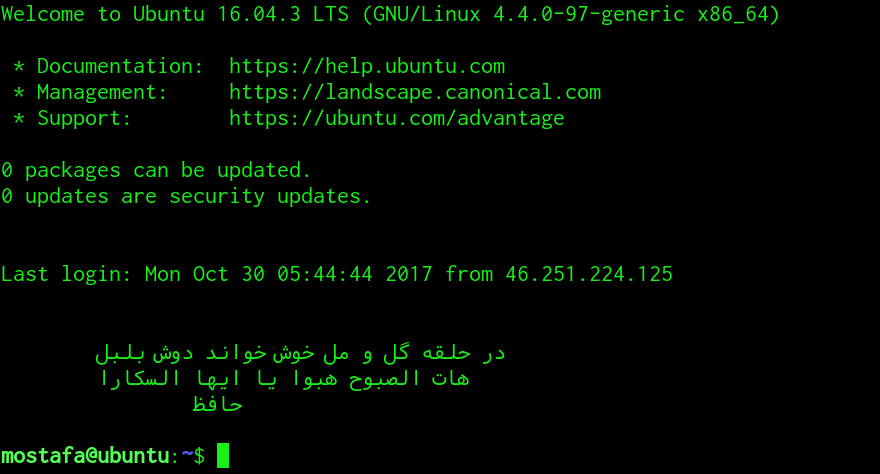 Welcome to Ubuntu 16.04.3 LTS (GNU/Linux 4.4.0-97-generic x86_64)
* Documentation:  https://help.ubuntu.com
* Management:     https://landscape.canonical.com
* Support:        https://ubuntu.com/advantage
0 packages can be updated.
0 updates are security updates.
Last login: Mon Oct 30 05:44:44 2017 from 46.251.224.125
در حلقه گل و مل خوش خواند دوش بلبل
هات الصبوح هبوا یا ایها السکارا
حافظ
mostafa@ubuntu:~$